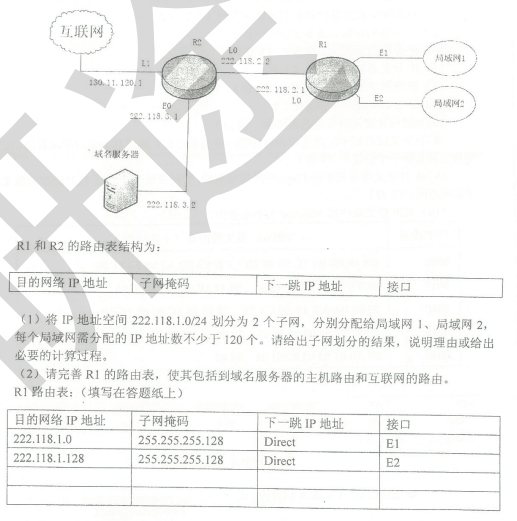 互联网
R2
L0
222.118.2.2
R1
E1
局域网1
L1
130.11.120.1
222.118.2.1
L0
E2
局域网2
E0
222.118.3.1
域名服务器
222.118.3.2
R1 和 R2 的路由表结构为:
目的网络 IP 地址 子网掩码 下一跳 IP 地址 接口
(1)将 IP 地址空间 222.118.1.0/24 划分为 2 个子网,分别分配给局域网 1、局域网 2,
每个局域网需分配的 IP 地址数不少于 120 个。请给出子网划分的结果,说明理由或给出
必要的计算过程。
(2)请完善 R1 的路由表,使其包括到域名服务器的主机路由和互联网的路由。
R1 路由表:(填写在答题纸上)
目的网络 IP 地址 子网掩码 下一跳 IP 地址 接口
222.118.1.0 255.255.255.128 Direct E1
222.118.1.128 255.255.255.128 Direct E2